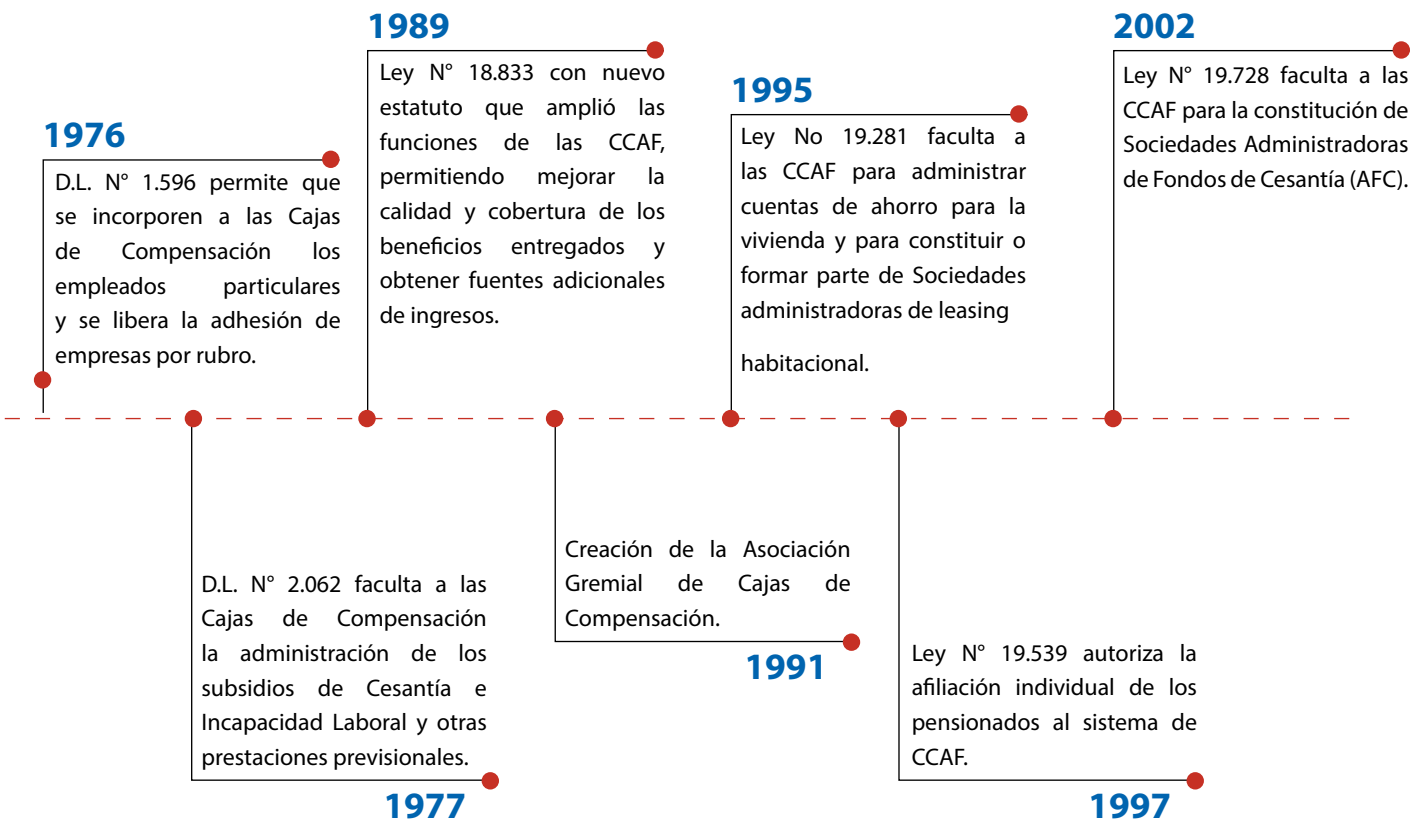 1976
D.L. N° 1.596 permite que
se incorporen a las Cajas
de Compensación los
empleados particulares
y se libera la adhesión de
empresas por rubro.
D.L. N° 2.062 faculta a las
Cajas de Compensación
la administración de los
subsidios de Cesantía e
Incapacidad Laboral y otras
prestaciones previsionales.
1977
1989
Ley N° 18.833 con nuevo
estatuto que amplió las
funciones de las CCAF,
permitiendo mejorar la
calidad y cobertura de los
beneficios entregados y
obtener fuentes adicionales
de ingresos.
Creación de la Asociación
Gremial de Cajas de
Compensación.
1991
1995
Ley No 19.281 faculta a
las CCAF para administrar
cuentas de ahorro para la
vivienda y para constituir o
formar parte de Sociedades
administradoras de leasing
habitacional.
Ley N° 19.539 autoriza la
afiliación individual de los
pensionados al sistema de
CCAF.
1997
2002
Ley N° 19.728 faculta a las
CCAF para la constitución de
Sociedades Administradoras
de Fondos de Cesantía (AFC).